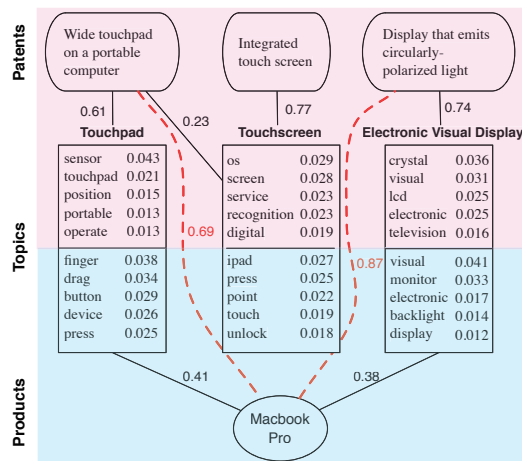 Patents
Topics
Products
Wide touchpad
on a portable
computer
Integrated
touch screen
Display that emits
circularly-
polarized light
0.61
0.23
0.77
0.74
Touchpad
Touchscreen
Electronic Visual Display
sensor 0.043
touchpad 0.021
position 0.015
portable 0.013
operate 0.013
finger 0.038
drag 0.034
button 0.029
device 0.026
press 0.025
os 0.029
screen 0.028
service 0.023
recognition 0.023
digital 0.019
ipad 0.027
press 0.025
point 0.022
touch 0.019
unlock 0.018
crystal 0.036
visual 0.031
lcd 0.025
electronic 0.025
television 0.016
visual 0.041
monitor 0.033
electronic 0.017
backlight 0.014
display 0.012
0.69
0.87
0.41
0.38
Macbook
Pro